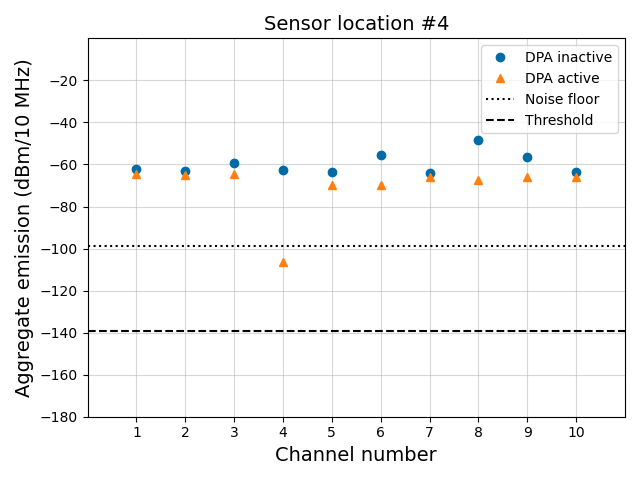 Sensor location #4
DPA inactive
DPA active
Noise floor
Threshold
Aggregate emission (dBm/10 MHz)
−20
−40
−60
−80
−100
−120
−140
−160
−180
1 2 3 4 5 6 7 8 9 10
Channel number